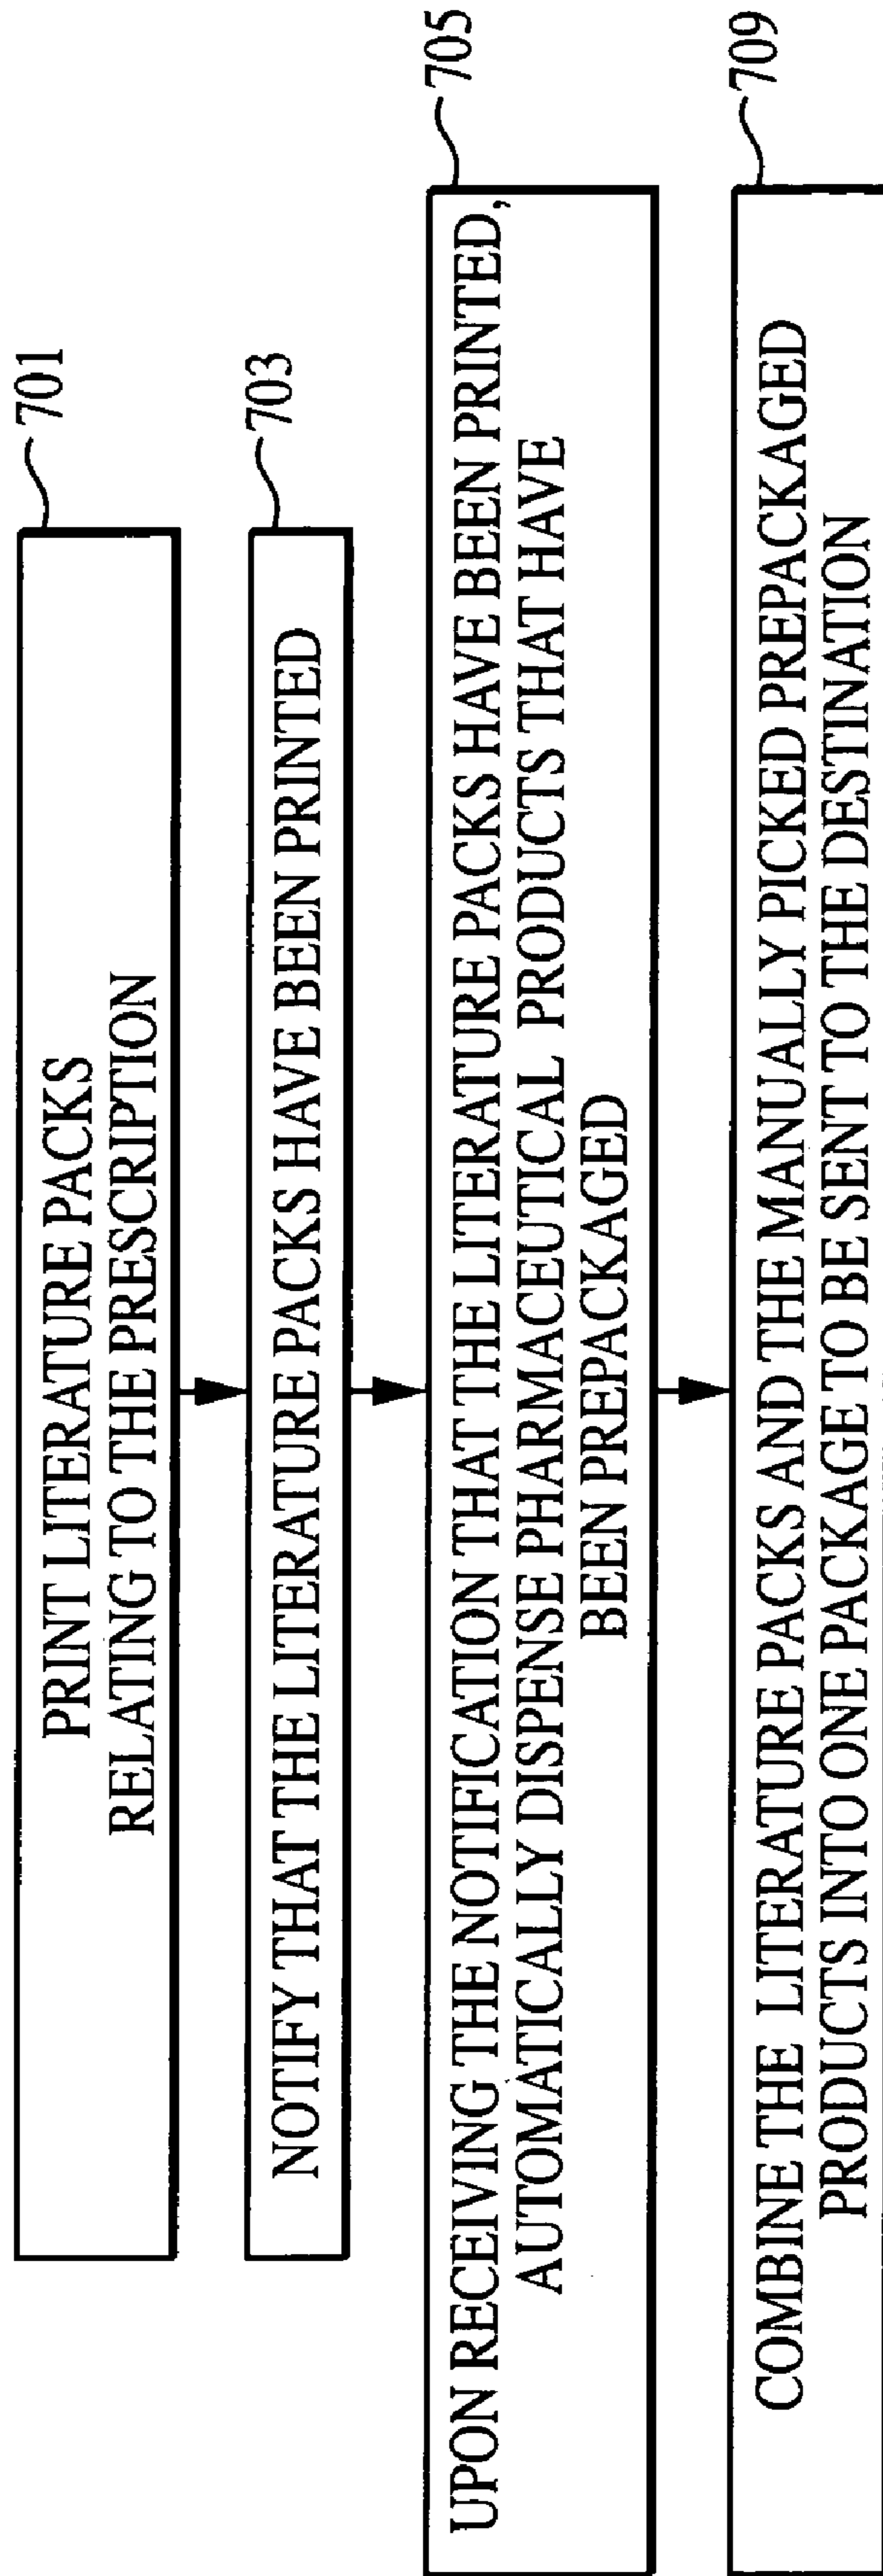 701
PRINT LITERATURE PACKS
RELATING TO THE PRESCRIPTION
703
NOTIFY THAT THE LITERATURE PACKS HAVE BEEN PRINTED
705
UPON RECEIVING THE NOTIFICATION THAT THE LITERATURE PACKS HAVE BEEN PRINTED,
AUTOMATICALLY DISPENSE PHARMACEUTICAL PRODUCTS THAT HAVE
BEEN PREPACKAGED
709
COMBINE THE LITERATURE PACKS AND THE MANUALLY PICKED PREPACKAGED
PRODUCTS INTO ONE PACKAGE TO BE SENT TO THE DESTINATION